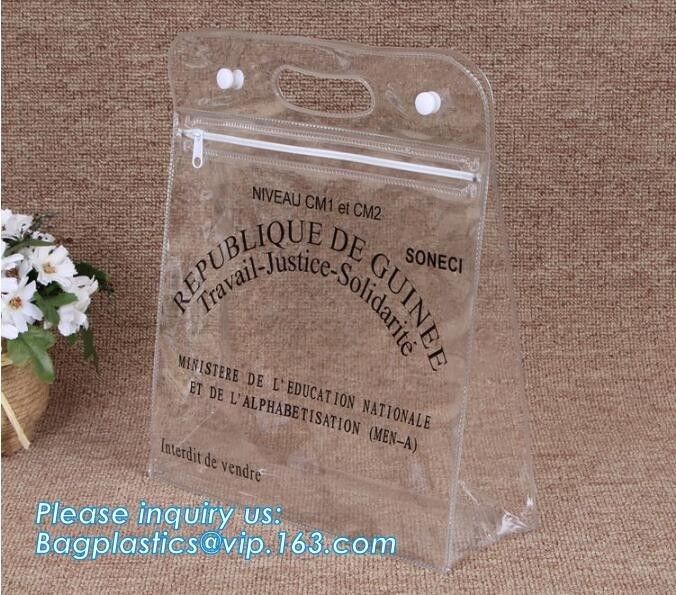 NIVEAU CM1 et CM2
SONECI
REPUBLIQUE DE GUINEE
Travail-Justice-Solidarité
MINISTERE DE L'EDUCATION NATIONALE
ET DE L'ALPHABETISATION (MEN-A)
Interdit de vendre
Please inquiry us:
Bagplastics@vip.163.com